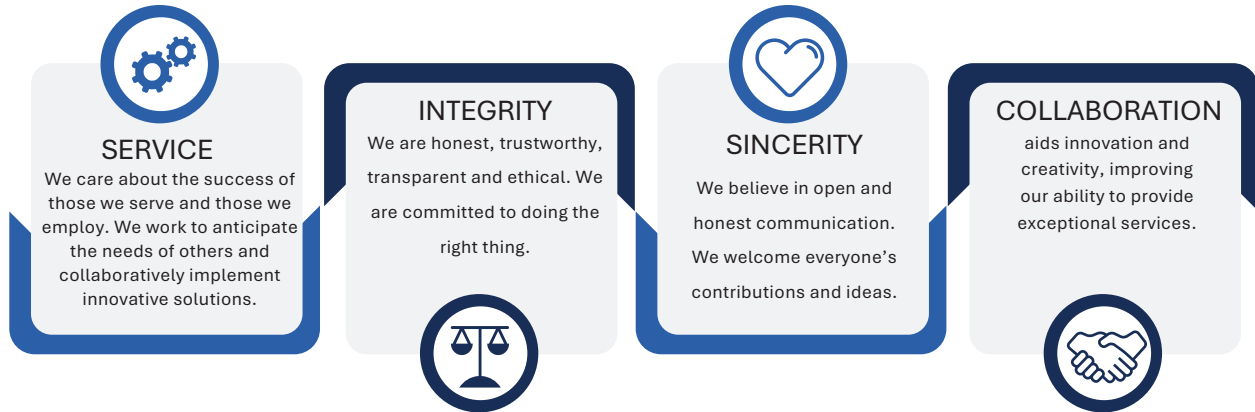 SERVICE
We care about the success of
those we serve and those we
employ. We work to anticipate
the needs of others and
collaboratively implement
innovative solutions.
INTEGRITY
We are honest, trustworthy,
transparent and ethical. We
are committed to doing the
right thing.
SINCERITY
We believe in open and
honest communication.
We welcome everyone's
contributions and ideas.
COLLABORATION
aids innovation and
creativity, improving
our ability to provide
exceptional services.